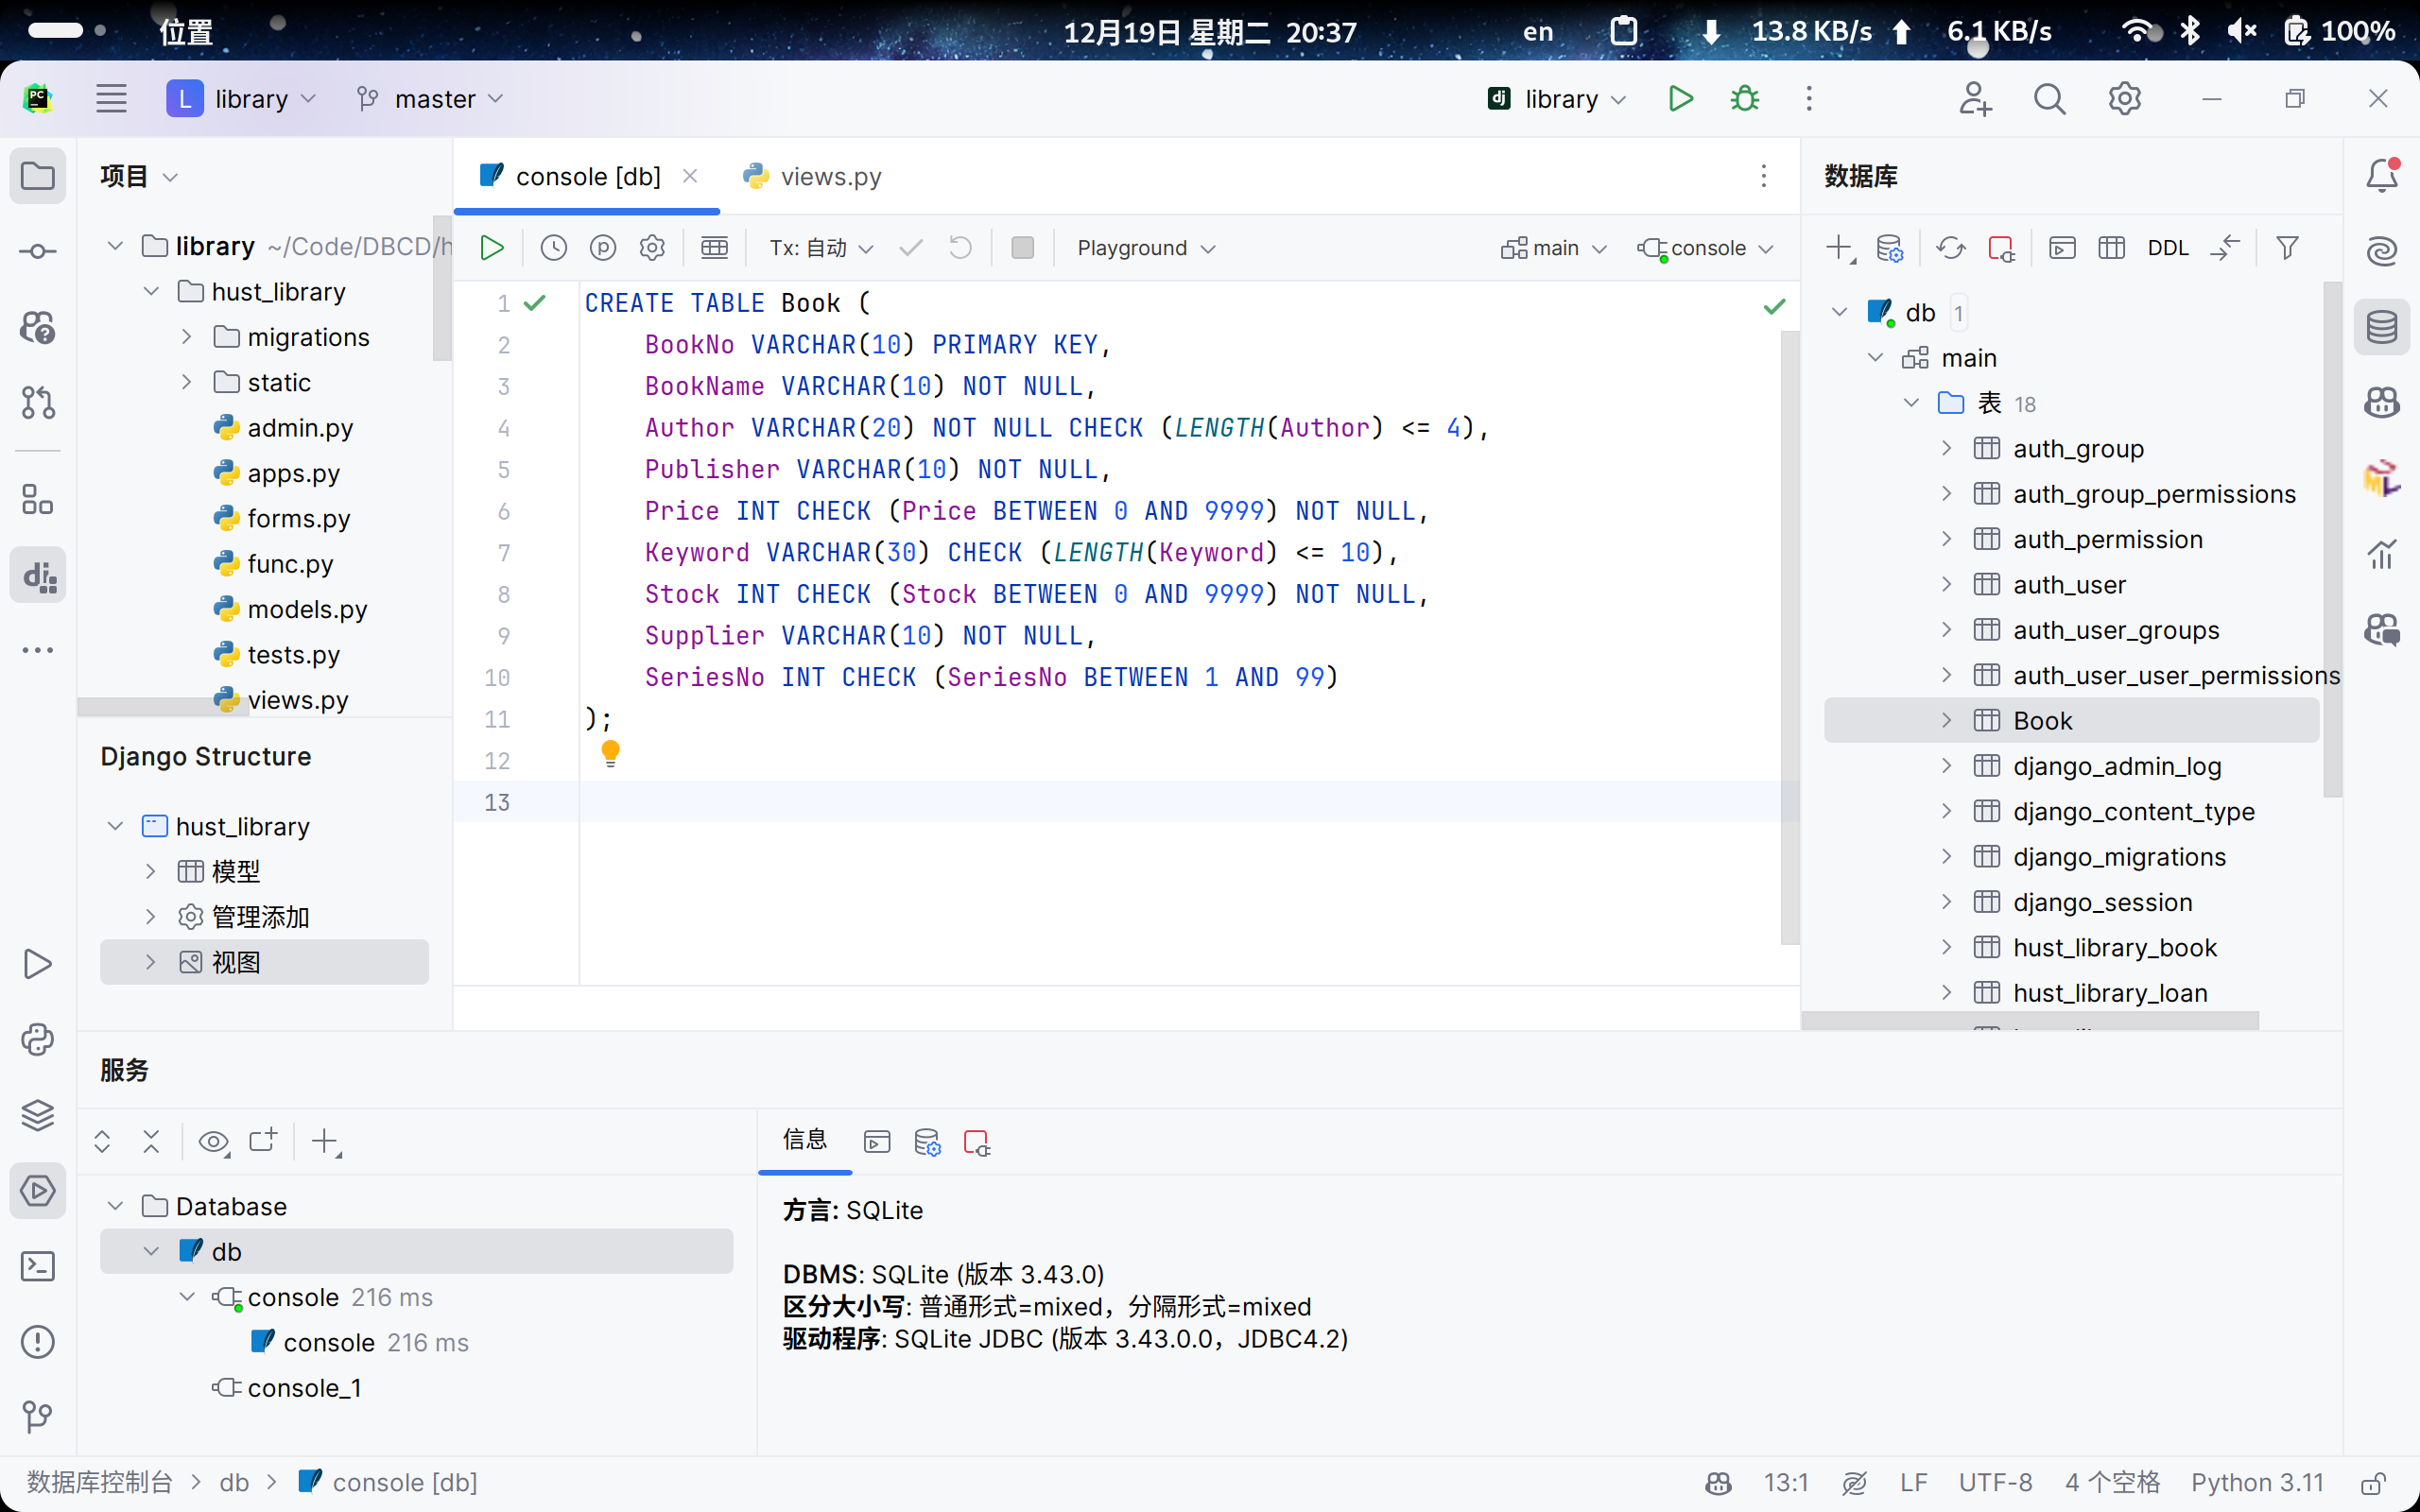 位置
12月19日 星期二 20:37
en
13.8 KB/s
6.1 KB/s
100%
L library
master
dj library
项目
library ~/Code/DBCD/h
hust_library
migrations
static
admin.py
apps.py
forms.py
func.py
models.py
tests.py
views.py
Django Structure
hust_library
模型
管理添加
视图
console [db]
views.py
Tx: 自动
Playground
main
console
1 CREATE TABLE Book (
2 BookNo VARCHAR(10) PRIMARY KEY,
3 BookName VARCHAR(10) NOT NULL,
4 Author VARCHAR(20) NOT NULL CHECK (LENGTH(Author) <= 4),
5 Publisher VARCHAR(10) NOT NULL,
6 Price INT CHECK (Price BETWEEN 0 AND 9999) NOT NULL,
7 Keyword VARCHAR(30) CHECK (LENGTH(Keyword) <= 10),
8 Stock INT CHECK (Stock BETWEEN 0 AND 9999) NOT NULL,
9 Supplier VARCHAR(10) NOT NULL,
10 SeriesNo INT CHECK (SeriesNo BETWEEN 1 AND 99)
11 );
12
13
数据库
DDL
db 1
main
表 18
auth_group
auth_group_permissions
auth_permission
auth_user
auth_user_groups
auth_user_user_permissions
Book
django_admin_log
django_content_type
django_migrations
django_session
hust_library_book
hust_library_loan
服务
Database
db
console 216 ms
console 216 ms
console_1
信息
方言: SQLite
DBMS: SQLite (版本 3.43.0)
区分大小写: 普通形式=mixed，分隔形式=mixed
驱动程序: SQLite JDBC (版本 3.43.0.0，JDBC4.2)
数据库控制台 > db > console [db]
13:1
LF
UTF-8
4 个空格
Python 3.11